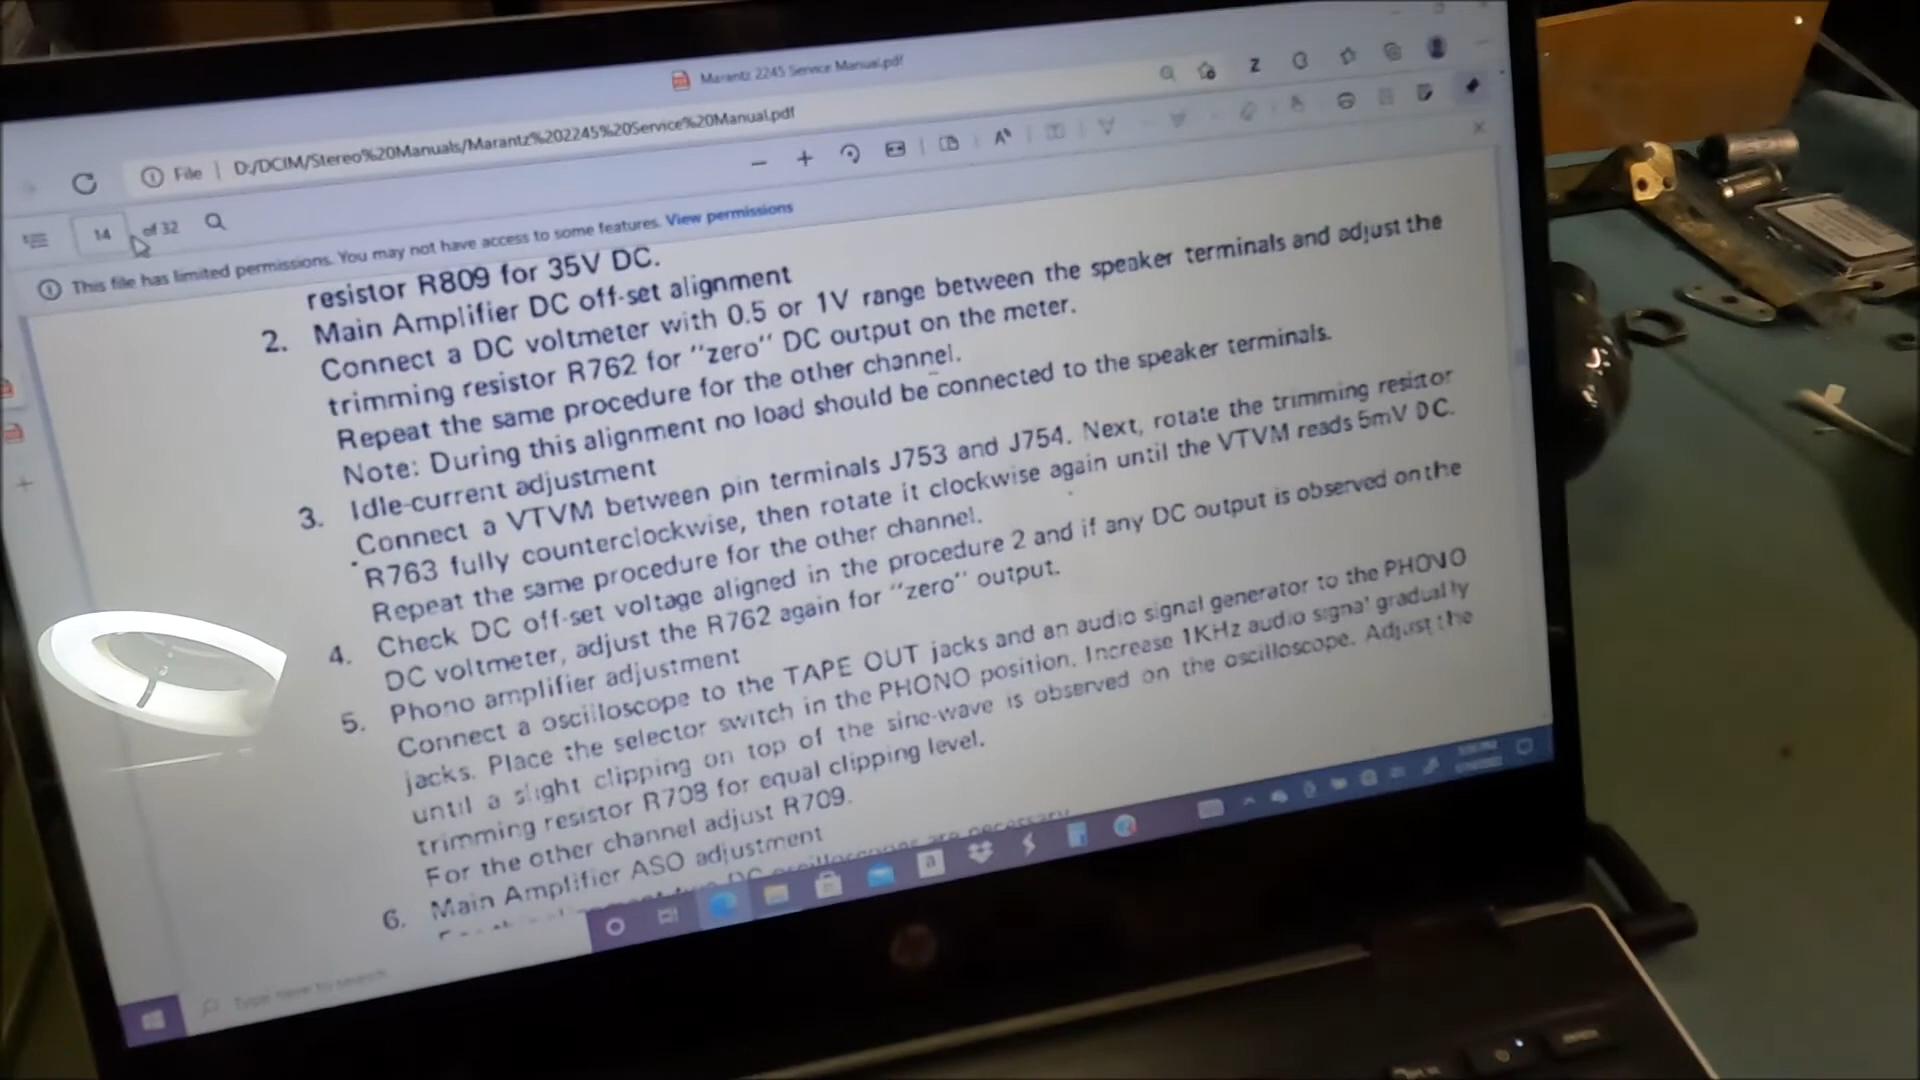 Marantz 2245 Service Manual.pdf
File | D:/DCIM/Stereo%20Manuals/Marantz%202245%20Service%20Manual.pdf
14 of 32
This file has limited permissions. You may not have access to some features. View permissions
resistor R809 for 35V DC.
2. Main Amplifier DC off-set alignment
Connect a DC voltmeter with 0.5 or 1V range between the speaker terminals and adjust the
trimming resistor R762 for "zero" DC output on the meter.
Repeat the same procedure for the other channel.
Note: During this alignment no load should be connected to the speaker terminals.
3. Idle-current adjustment
Connect a VTVM between pin terminals J753 and J754. Next, rotate the trimming resistor
R763 fully counterclockwise, then rotate it clockwise again until the VTVM reads 5mV DC.
Repeat the same procedure for the other channel.
4. Check DC off-set voltage aligned in the procedure 2 and if any DC output is observed on the
DC voltmeter, adjust the R762 again for "zero" output.
5. Phono amplifier adjustment
Connect a oscilloscope to the TAPE OUT jacks and an audio signal generator to the PHONO
jacks. Place the selector switch in the PHONO position. Increase 1KHz audio signal gradually
until a slight clipping on top of the sine-wave is observed on the oscilloscope. Adjust the
trimming resistor R708 for equal clipping level.
For the other channel adjust R709.
6. Main Amplifier ASO adjustment
Type here to search